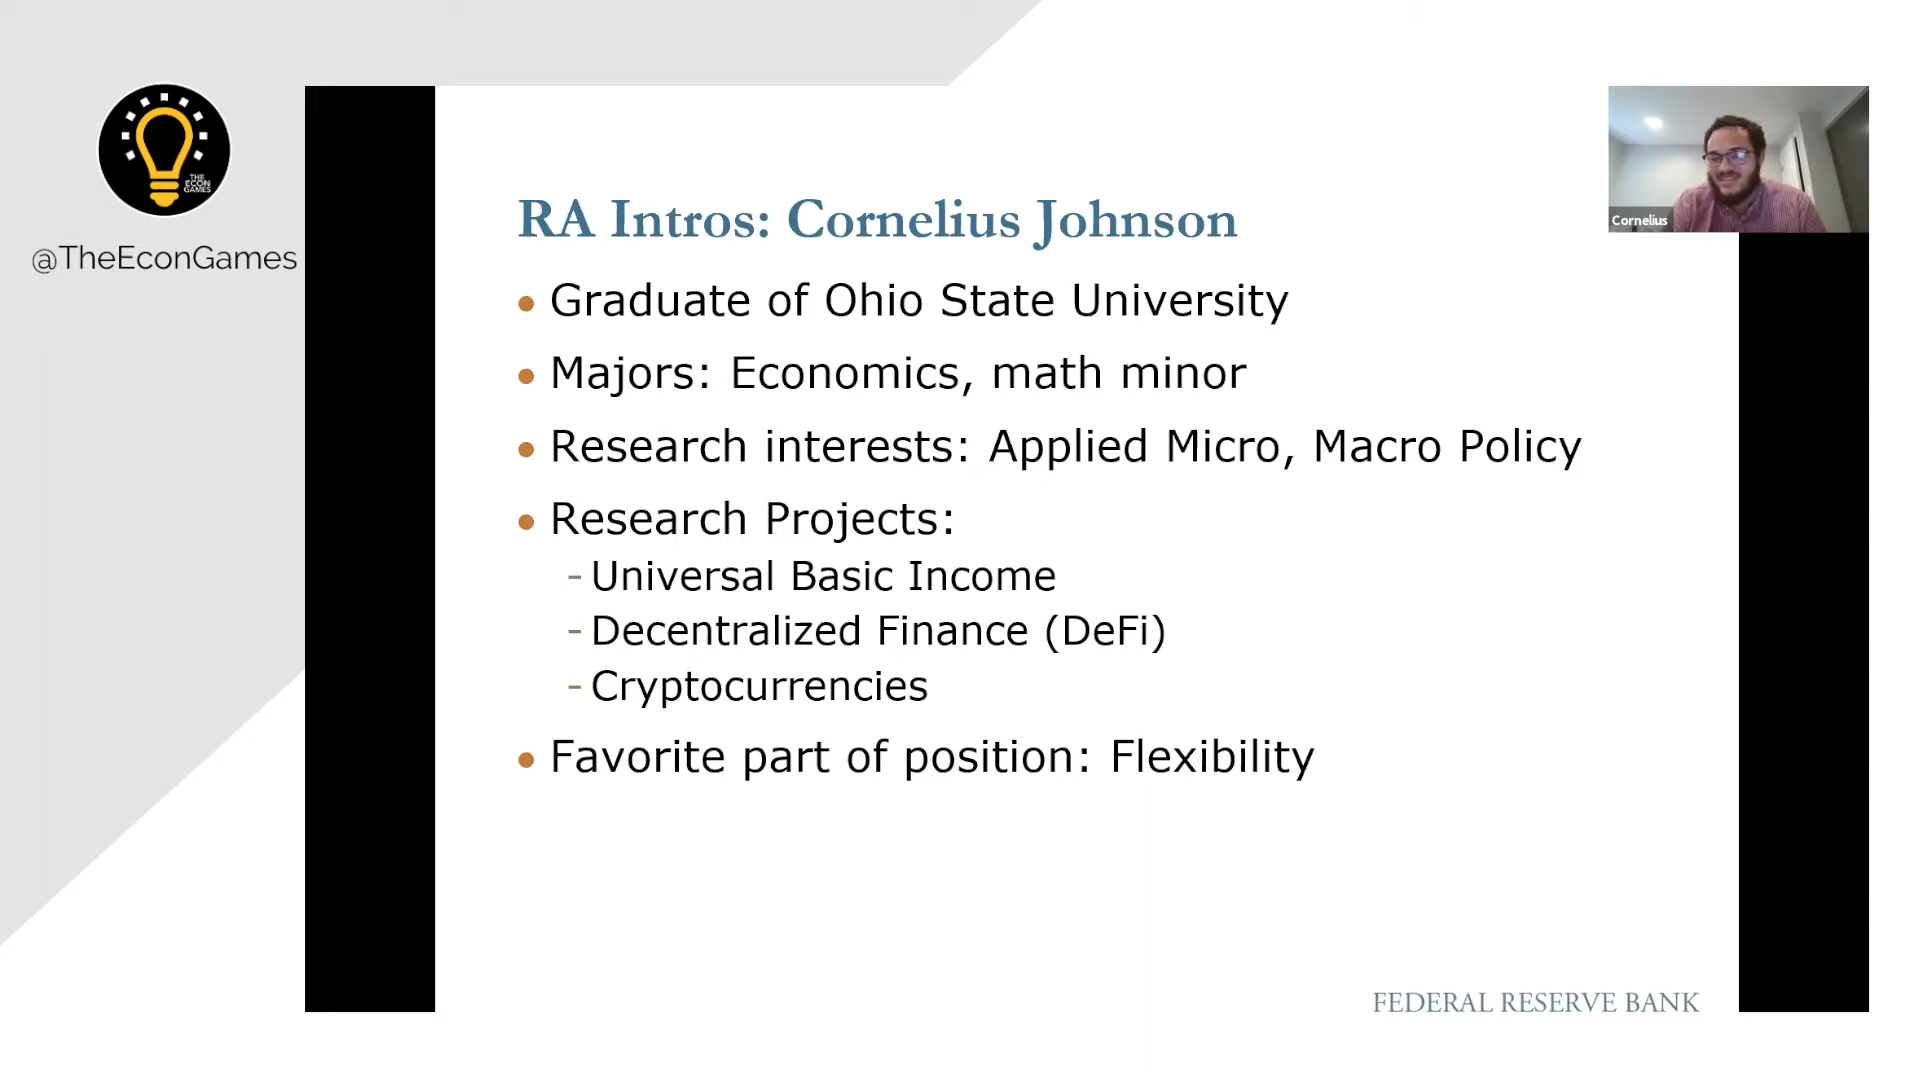 THE
ECON
GAMES
@TheEconGames
RA Intros: Cornelius Johnson
Cornelius
• Graduate of Ohio State University
• Majors: Economics, math minor
• Research interests: Applied Micro, Macro Policy
• Research Projects:
- Universal Basic Income
- Decentralized Finance (DeFi)
- Cryptocurrencies
• Favorite part of position: Flexibility
FEDERAL RESERVE BANK